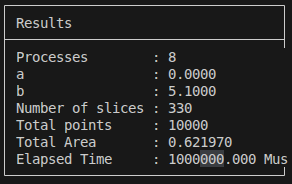 Results
Processes : 8
a : 0.0000
b : 5.1000
Number of slices : 330
Total points : 10000
Total Area : 0.621970
Elapsed Time : 1000000.000 Mus